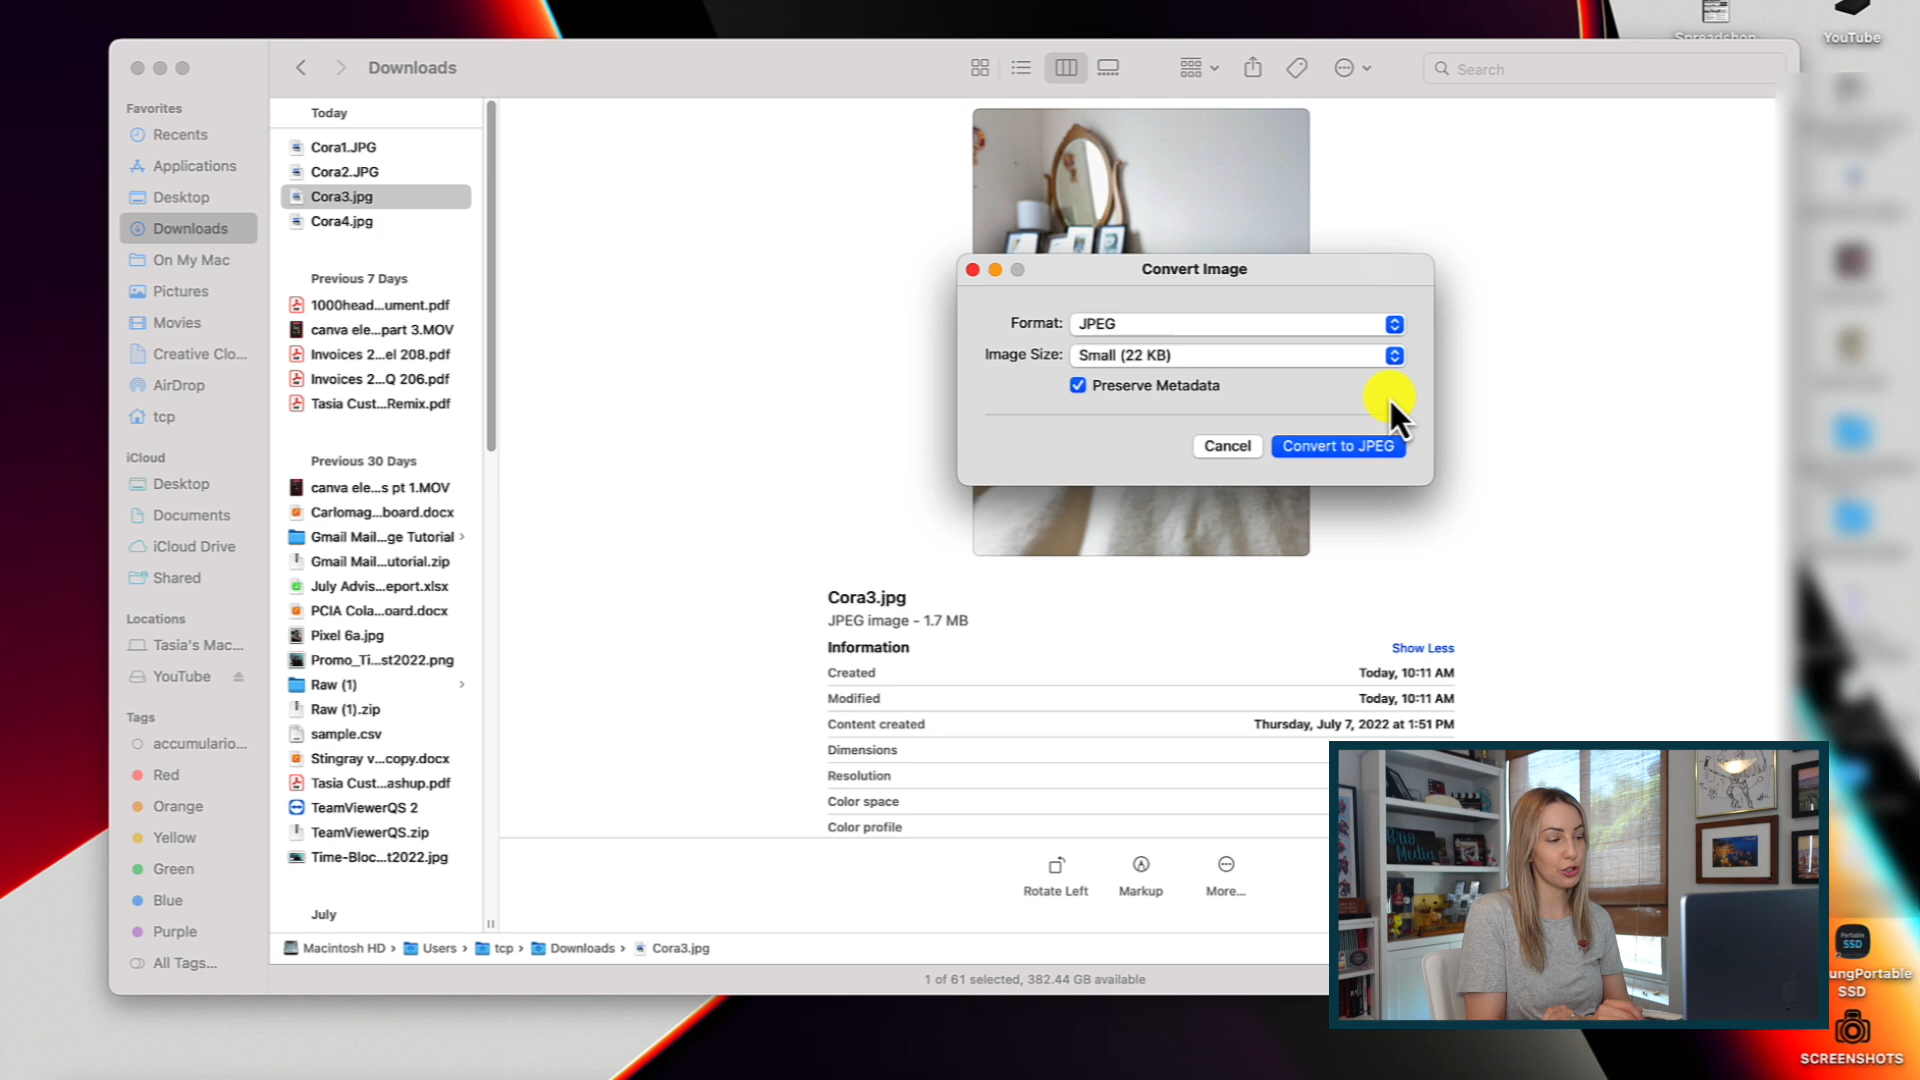 Spreadshop
YouTube
Downloads
Search
Favorites
Recents
Applications
Desktop
Downloads
On My Mac
Pictures
Movies
Creative Clo...
AirDrop
tcp
iCloud
Desktop
Documents
iCloud Drive
Shared
Locations
Tasia's Mac...
YouTube
Tags
accumulario...
Red
Orange
Yellow
Green
Blue
Purple
All Tags...
Today
Cora1.JPG
Cora2.JPG
Cora3.jpg
Cora4.jpg
Previous 7 Days
1000head...ument.pdf
canva ele...part 3.MOV
Invoices 2...el 208.pdf
Invoices 2...Q 206.pdf
Tasia Cust...Remix.pdf
Previous 30 Days
canva ele...s pt 1.MOV
Carlomag...board.docx
Gmail Mail...ge Tutorial
Gmail Mail...utorial.zip
July Advis...eport.xlsx
PCIA Cola...oard.docx
Pixel 6a.jpg
Promo_Ti...st2022.png
Raw (1)
Raw (1).zip
sample.csv
Stingray v...copy.docx
Tasia Cust...ashup.pdf
TeamViewerQS 2
TeamViewerQS.zip
Time-Bloc...t2022.jpg
July
Convert Image
Format: JPEG
Image Size: Small (22 KB)
Preserve Metadata
Cancel Convert to JPEG
Cora3.jpg
JPEG image - 1.7 MB
Information Show Less
Created Today, 10:11 AM
Modified Today, 10:11 AM
Content created Thursday, July 7, 2022 at 1:51 PM
Dimensions
Resolution
Color space
Color profile
Rotate Left Markup More...
Macintosh HD › Users › tcp › Downloads › Cora3.jpg
1 of 61 selected, 382.44 GB available
Brio
Media
Portable
SSD
ungPortable
SSD
SCREENSHOTS